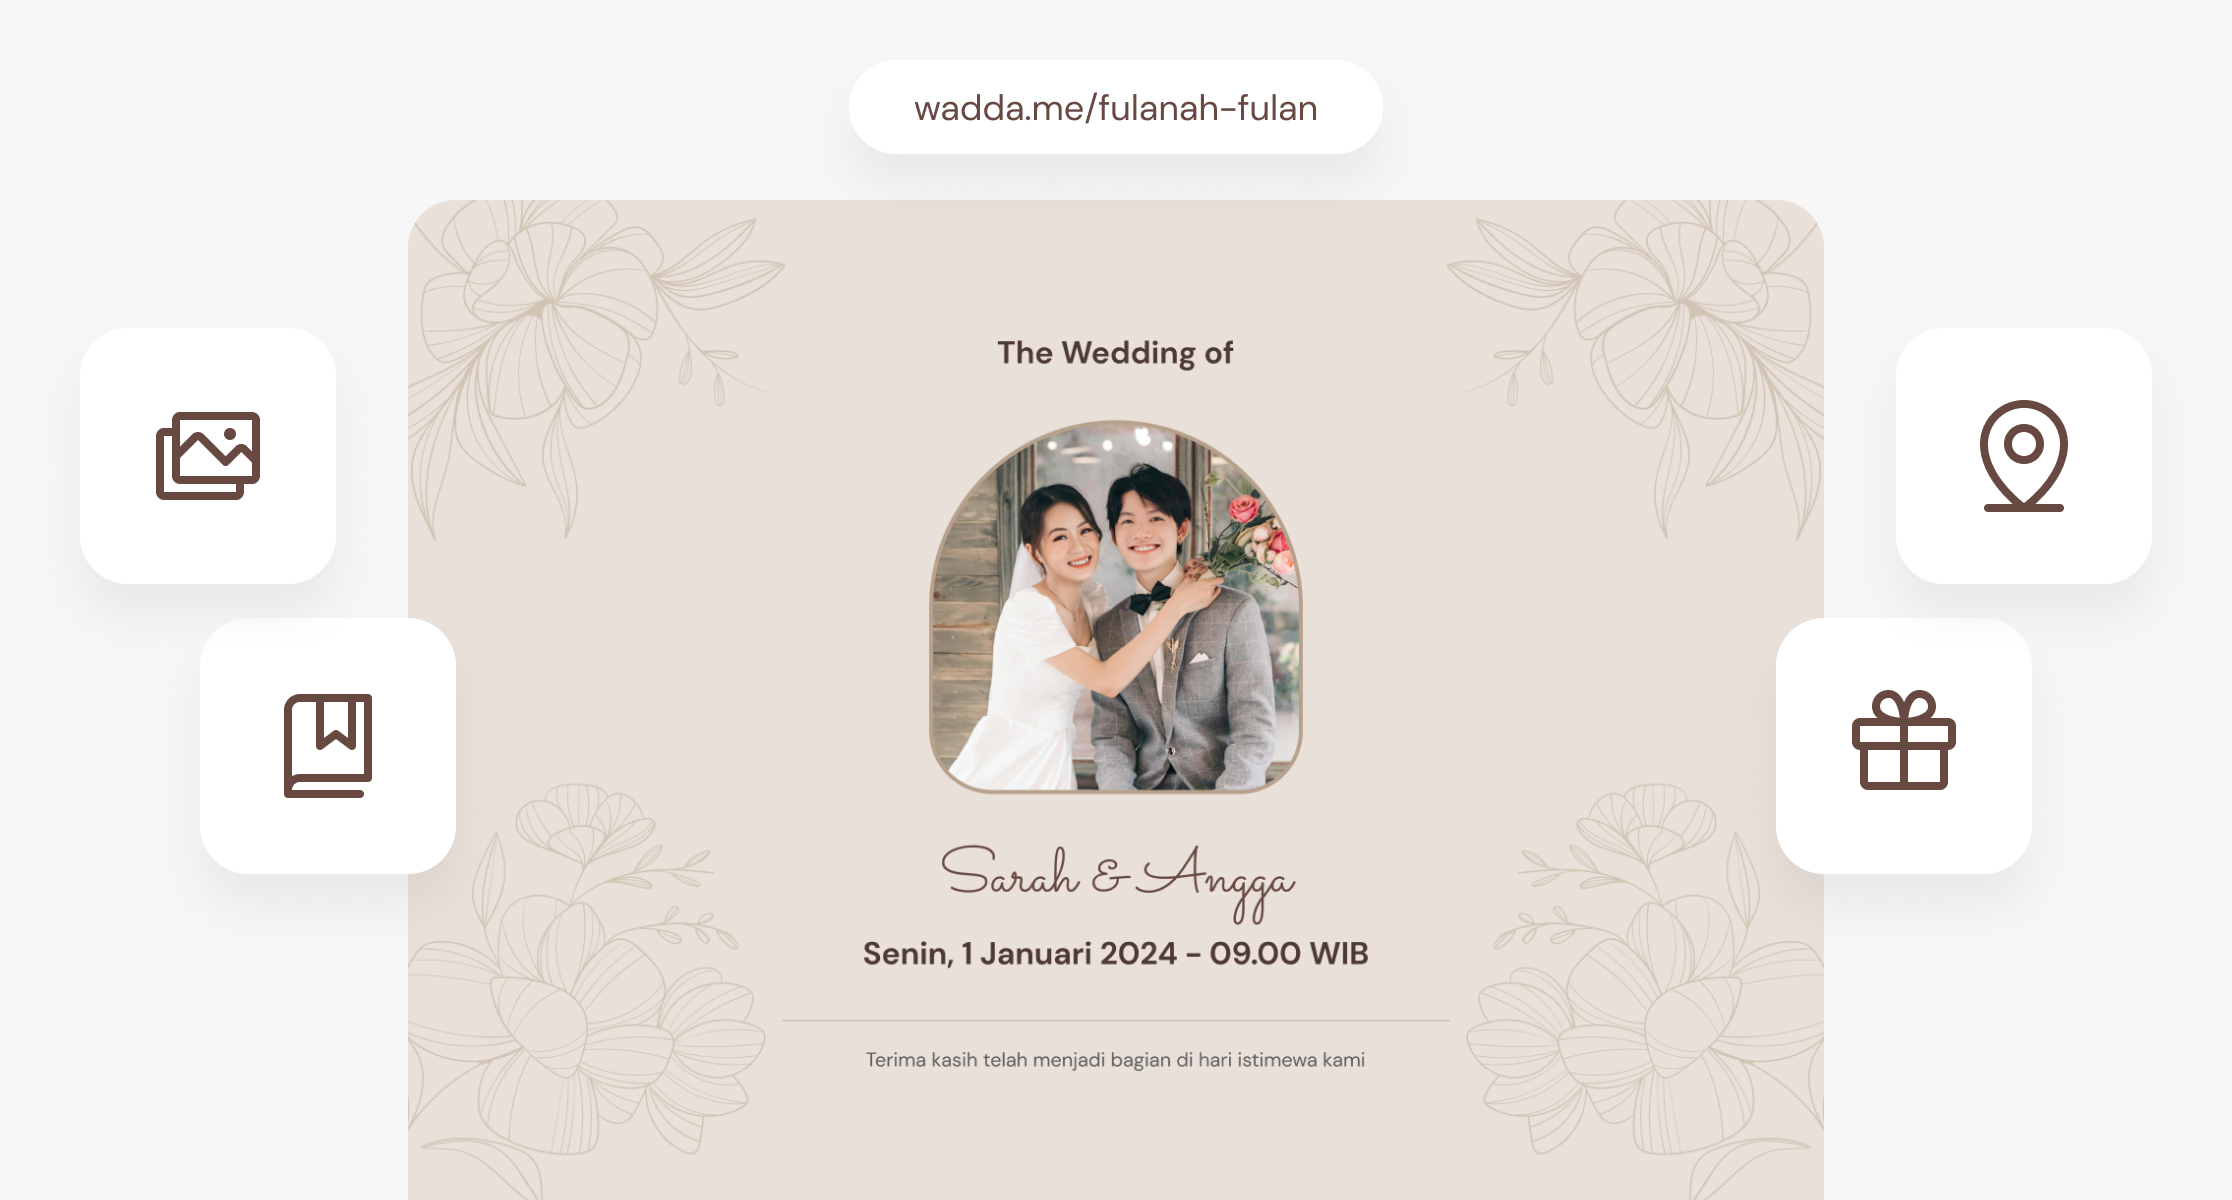 wadda.me/fulanah-fulan
The Wedding of
Sarah & Angga
Senin, 1 Januari 2024 - 09.00 WIB
Terima kasih telah menjadi bagian di hari istimewa kami